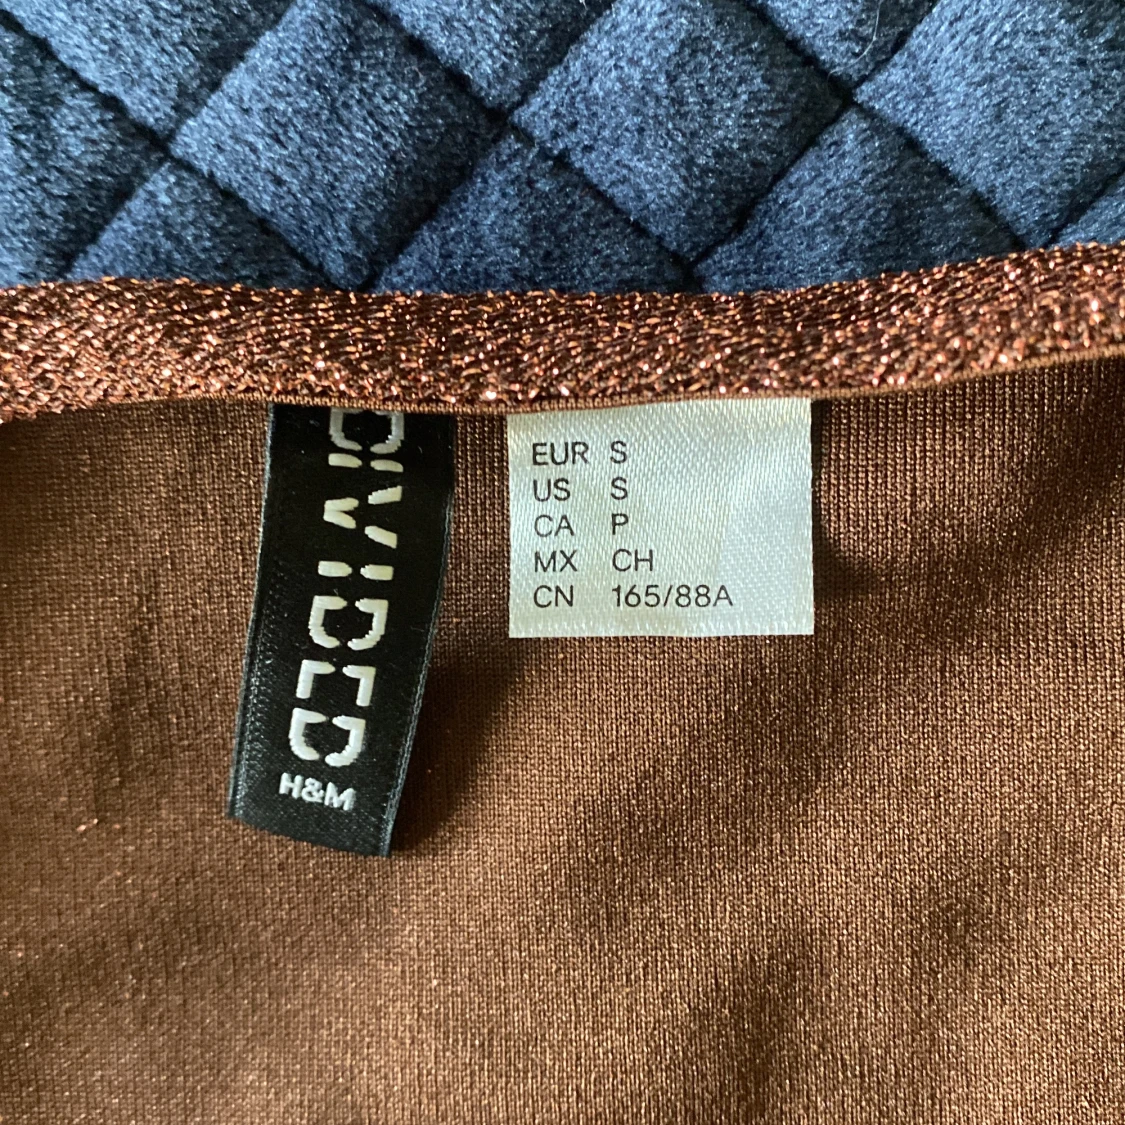 DIVIDED
H&M
EUR S
US S
CA P
MX CH
CN 165/88A